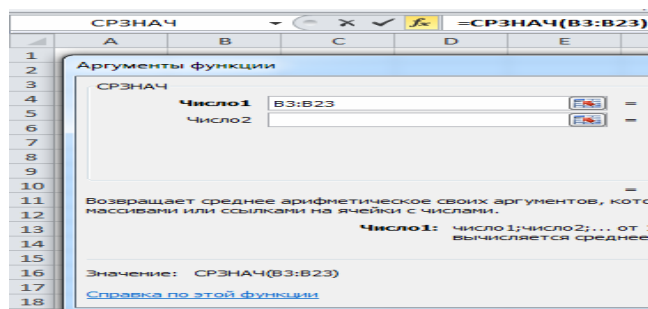 СРЗНАЧ fx =СРЗНАЧ(B3:B23)
A B C D E
1
2 Аргументы функции
3 СРЗНАЧ
4 Число1 B3:B23 =
5 Число2 =
6
7
8
9
10 =
11 Возвращает среднее арифметическое своих аргументов, кото
12 массивами или ссылками на ячейки с числами.
13 Число1: число1;число2;... от 1
14 вычисляется среднее
15
16 Значение: СРЗНАЧ(B3:B23)
17
18 Справка по этой функции